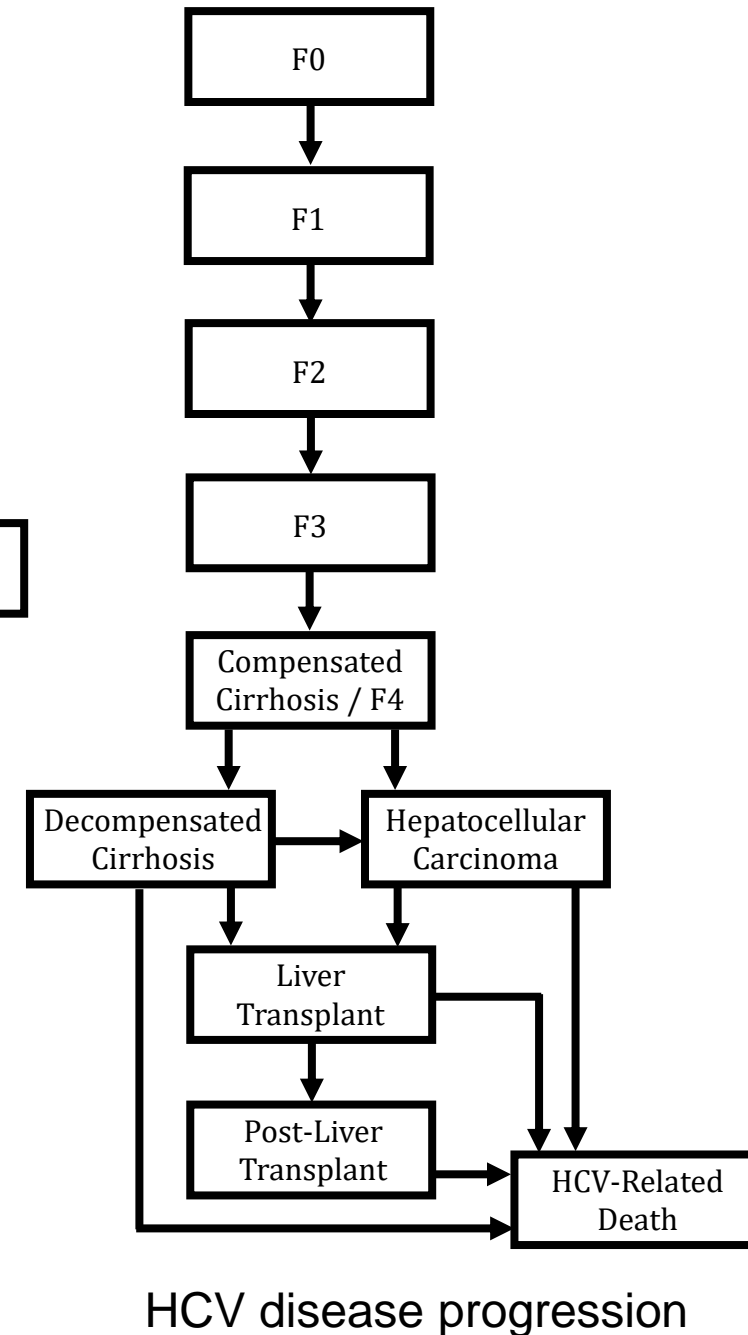 F0
F1
F2
F3
Compensated
Cirrhosis / F4
Decompensated
Cirrhosis
Hepatocellular
Carcinoma
Liver
Transplant
Post-Liver
Transplant
HCV-Related
Death
HCV disease progression